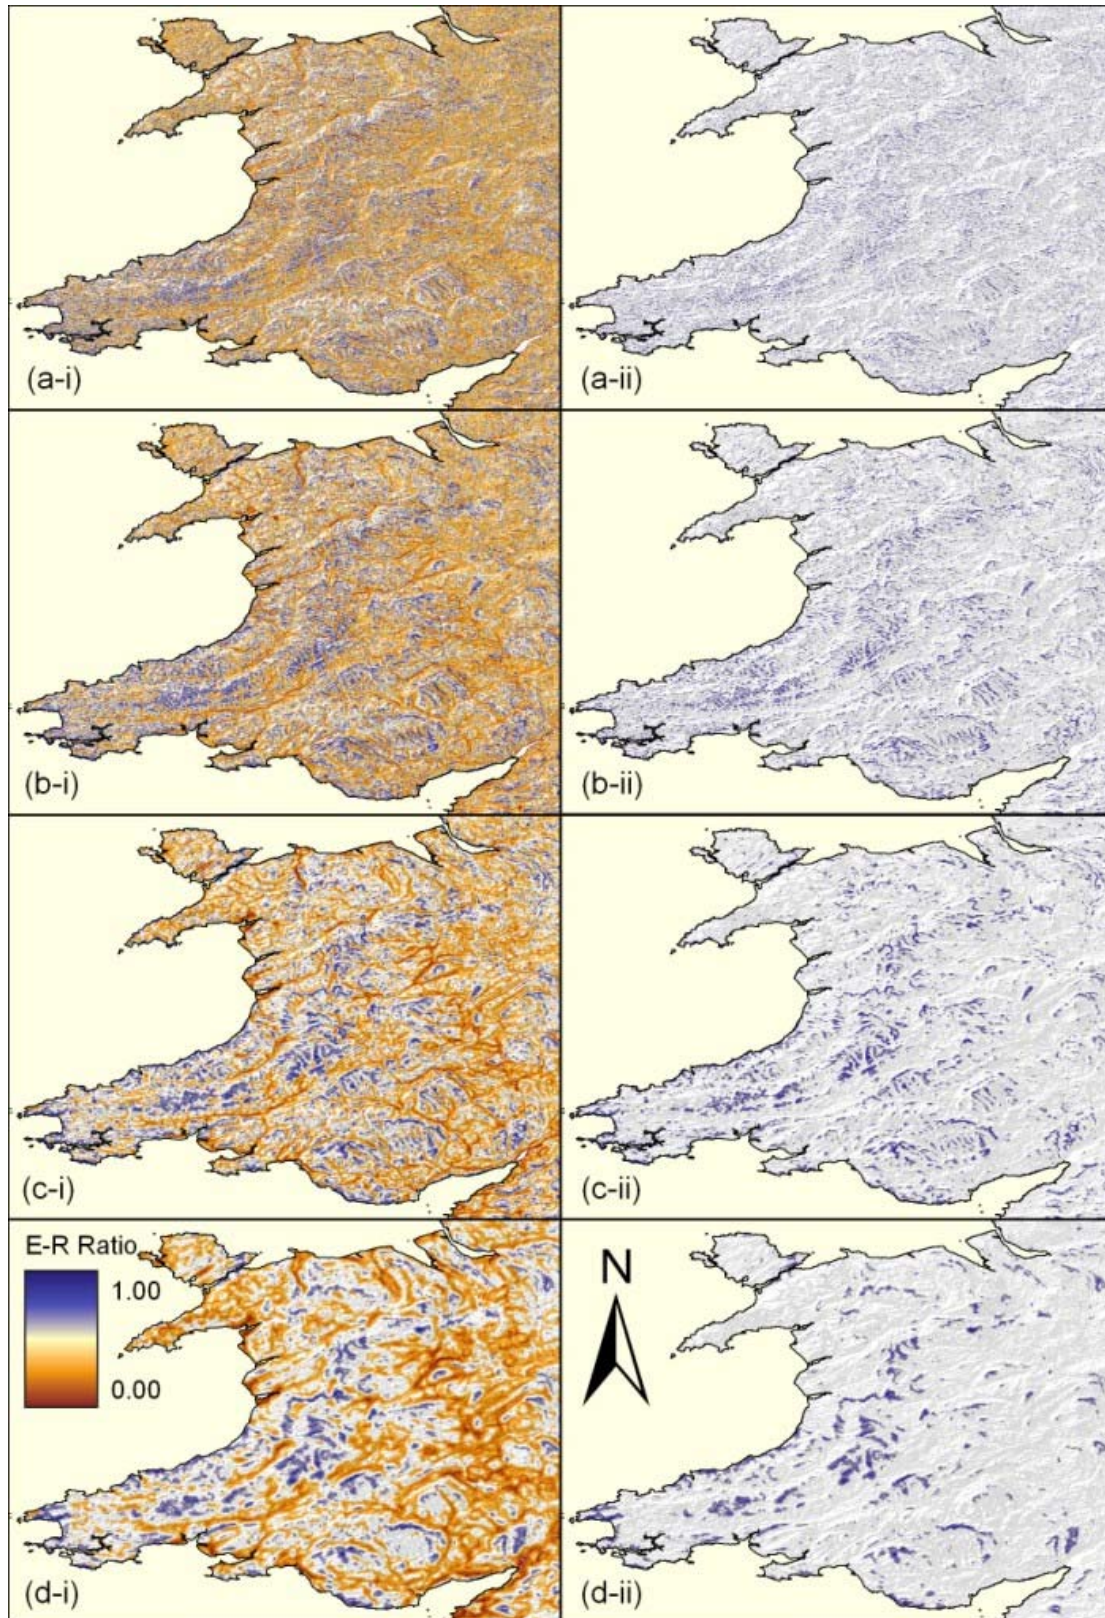 (a-i)
(a-ii)
(b-i)
(b-ii)
(c-i)
(c-ii)
E-R Ratio
1.00
0.00
N
(d-i)
(d-ii)